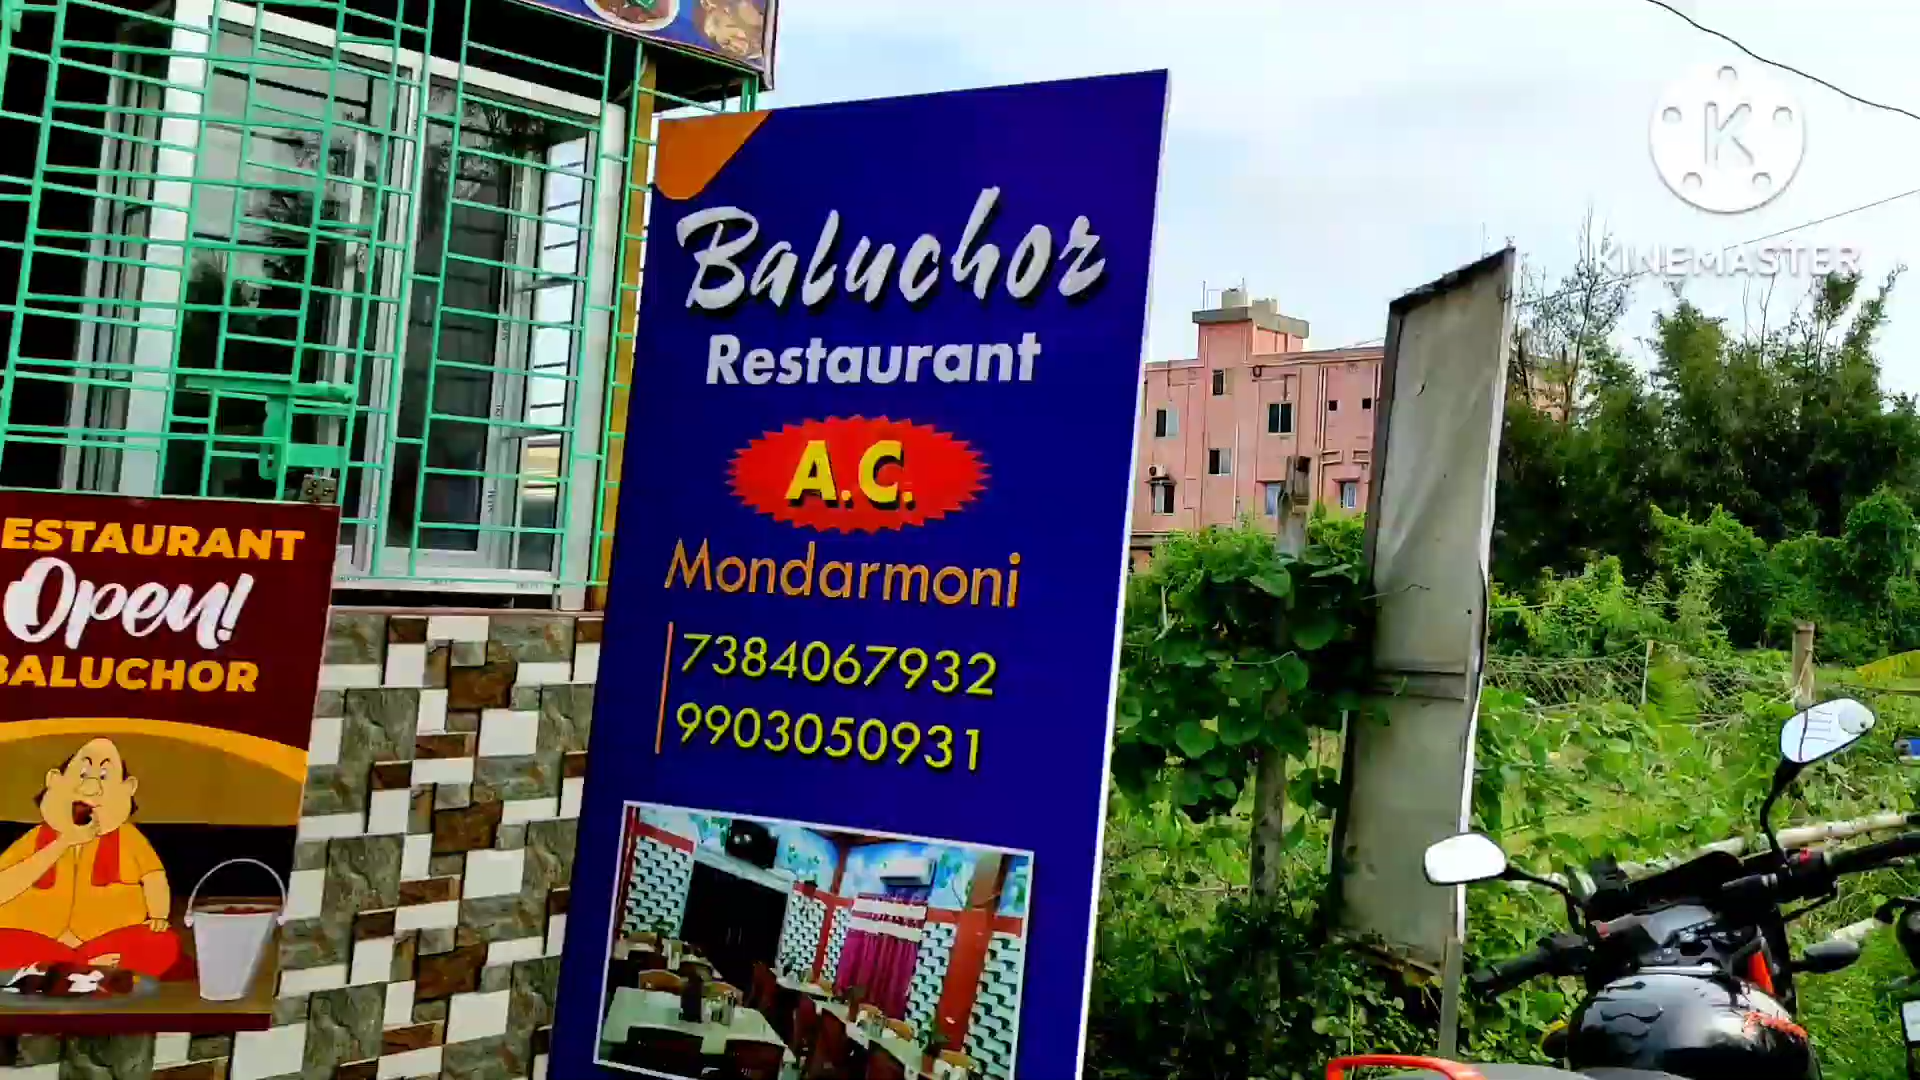 Baluchor
Restaurant
A.C.
Mondarmoni
7384067932
9903050931
ESTAURANT
Open!
BALUCHOR
K
KINEMASTER